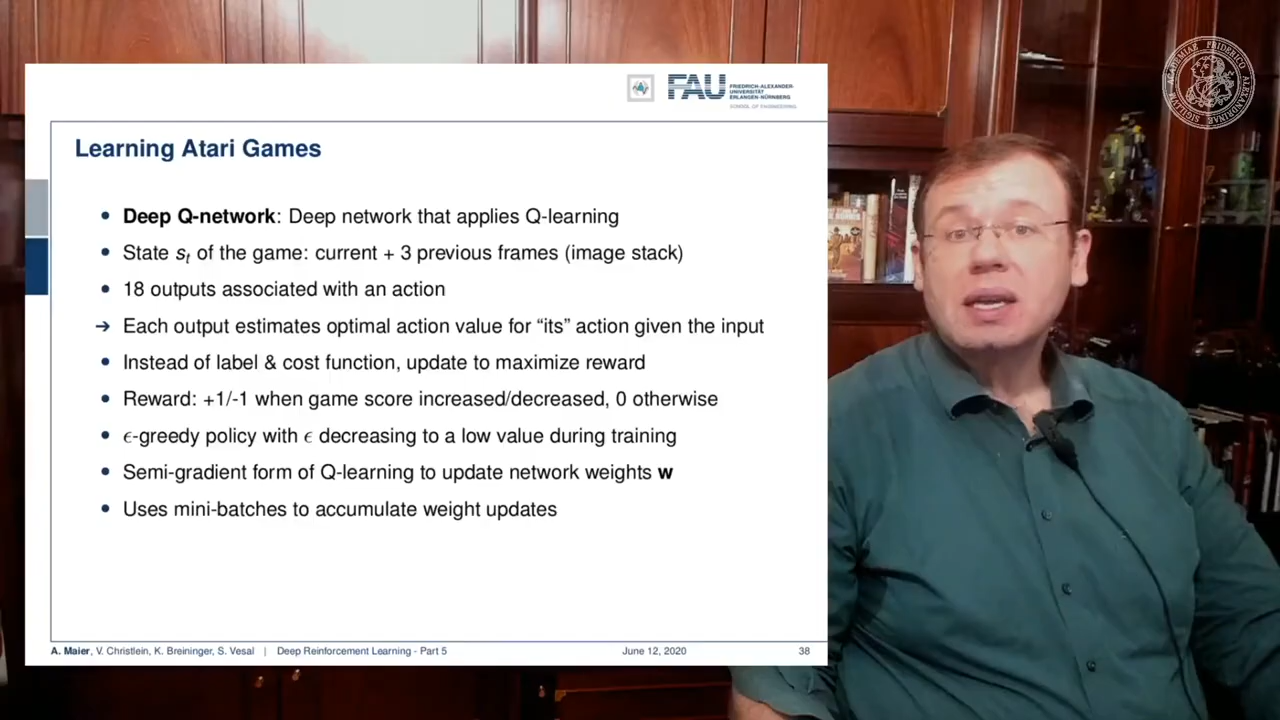 FAU
FRIEDRICH-ALEXANDER-
UNIVERSITÄT
ERLANGEN-NÜRNBERG
SCHOOL OF ENGINEERING
Learning Atari Games
• Deep Q-network: Deep network that applies Q-learning
• State sₜ of the game: current + 3 previous frames (image stack)
• 18 outputs associated with an action
➔ Each output estimates optimal action value for “its” action given the input
• Instead of label & cost function, update to maximize reward
• Reward: +1/-1 when game score increased/decreased, 0 otherwise
• ϵ-greedy policy with ϵ decreasing to a low value during training
• Semi-gradient form of Q-learning to update network weights w
• Uses mini-batches to accumulate weight updates
A. Maier, V. Christlein, K. Breininger, S. Vesal | Deep Reinforcement Learning - Part 5 June 12, 2020 38